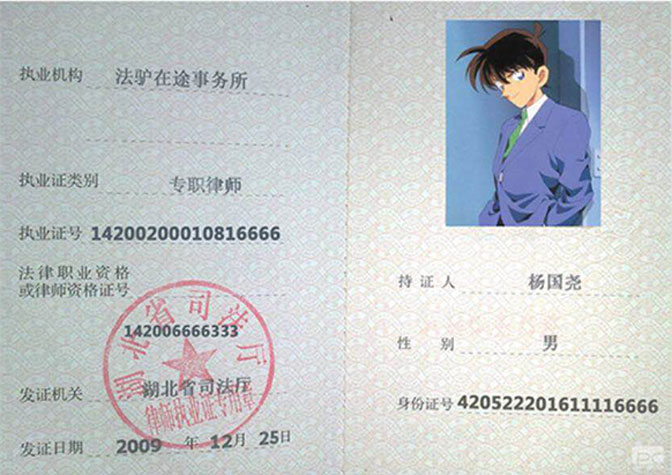 执业机构 法驴在途事务所
执业证类别 专职律师
执业证号 14200200010816666
法律职业资格
或律师资格证号
142006666333
发证机关 湖北省司法厅
发证日期 2009 年 12 月 25日
湖北省司法厅
律师执业证专用章
持证人 杨国尧
性别 男
身份证号 420522201611116666